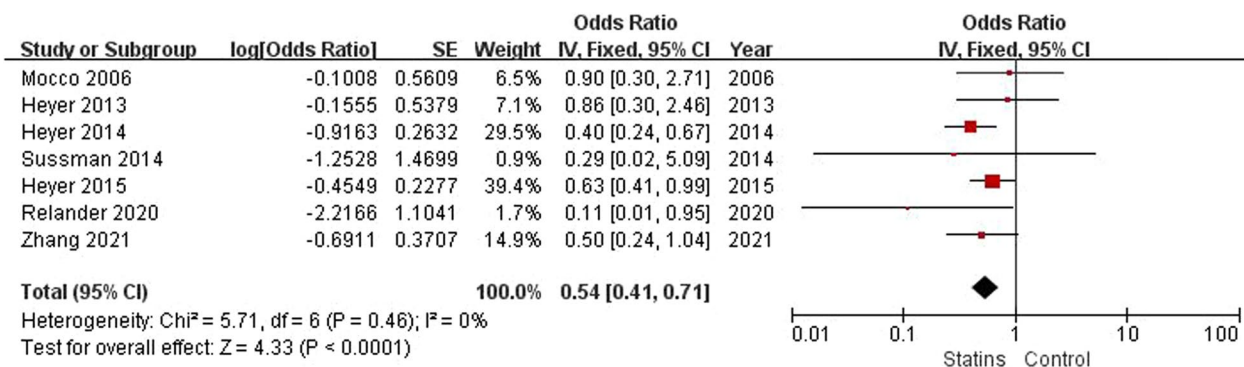 Odds Ratio Odds Ratio
Study or Subgroup log[Odds Ratio] SE Weight IV, Fixed, 95% CI Year IV, Fixed, 95% CI
Mocco 2006 -0.1008 0.5609 6.5% 0.90 [0.30, 2.71] 2006
Heyer 2013 -0.1555 0.5379 7.1% 0.86 [0.30, 2.46] 2013
Heyer 2014 -0.9163 0.2632 29.5% 0.40 [0.24, 0.67] 2014
Sussman 2014 -1.2528 1.4699 0.9% 0.29 [0.02, 5.09] 2014
Heyer 2015 -0.4549 0.2277 39.4% 0.63 [0.41, 0.99] 2015
Relander 2020 -2.2166 1.1041 1.7% 0.11 [0.01, 0.95] 2020
Zhang 2021 -0.6911 0.3707 14.9% 0.50 [0.24, 1.04] 2021
Total (95% CI) 100.0% 0.54 [0.41, 0.71]
Heterogeneity: Chi² = 5.71, df = 6 (P = 0.46); I² = 0%
Test for overall effect: Z = 4.33 (P < 0.0001)
0.01 0.1 1 10 100
Statins Control